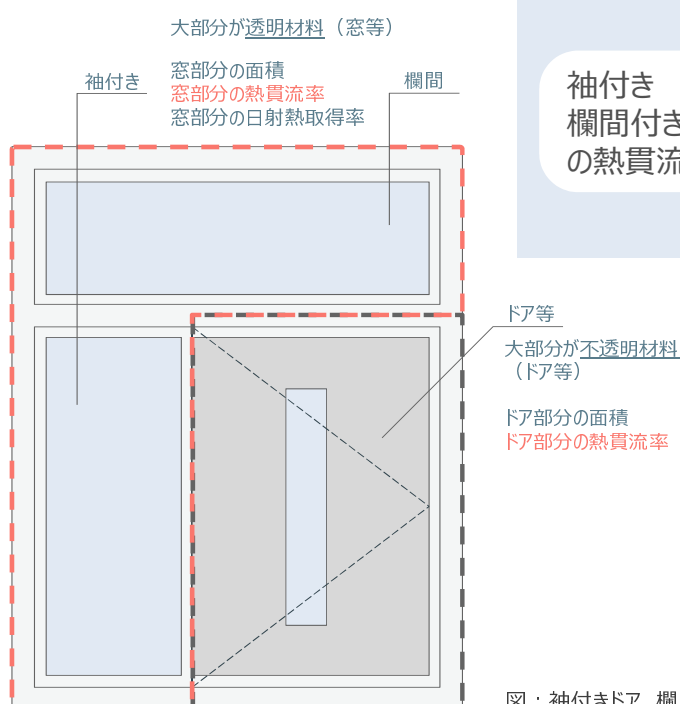 大部分が透明材料（窓等）
窓部分の面積
窓部分の熱貫流率
窓部分の日射熱取得率
袖付き
欄間
袖付き
欄間付き
の熱貫流
ドア等
大部分が不透明材料
（ドア等）
ドア部分の面積
ドア部分の熱貫流率
図：袖付きドア、欄